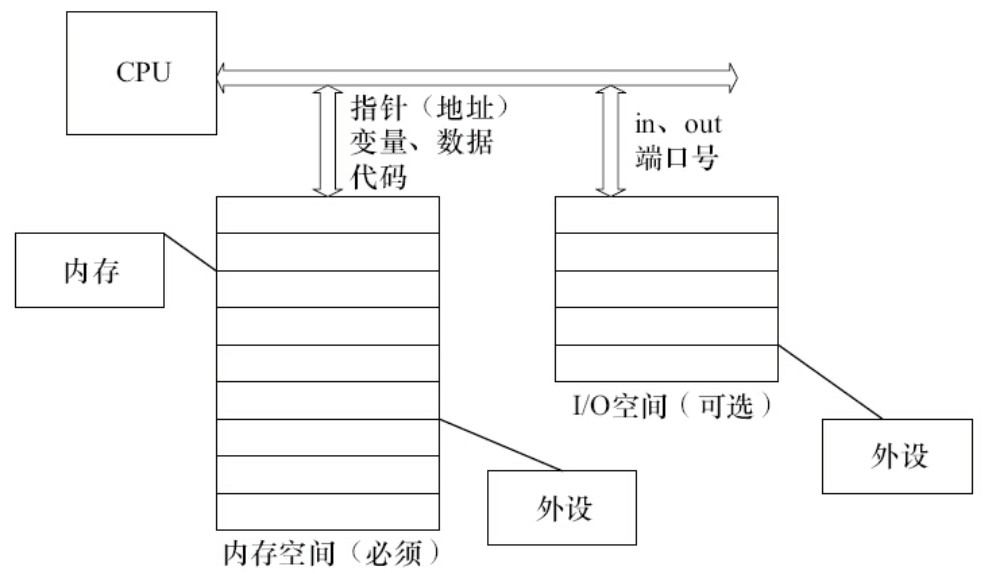 CPU
指针（地址）
变量、数据
代码
in、out
端口号
内存
I/O空间（可选）
外设
外设
内存空间（必须）